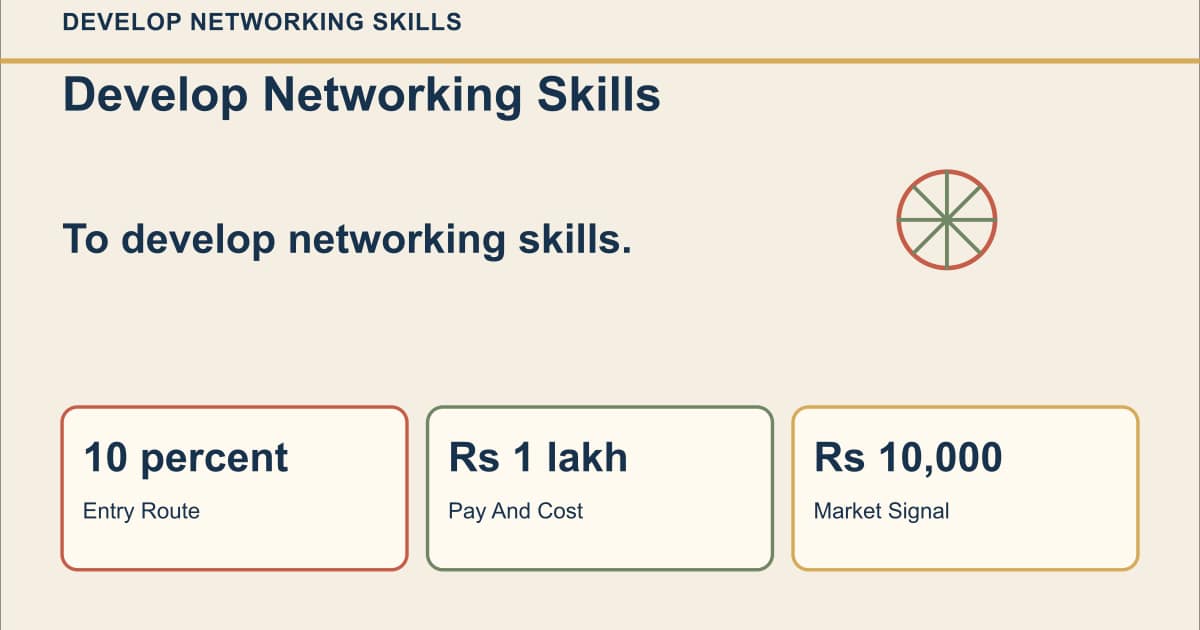 DEVELOP NETWORKING SKILLS
Develop Networking Skills
To develop networking skills.
10 percent
Entry Route
Rs 1 lakh
Pay And Cost
Rs 10,000
Market Signal